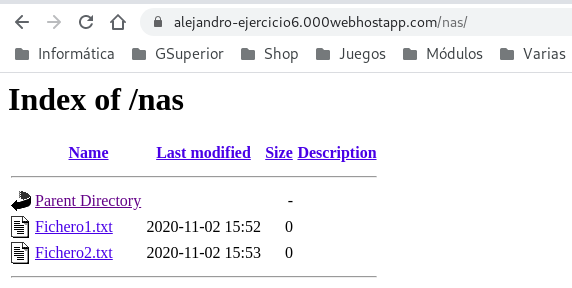 alejandro-ejercicio6.000webhostapp.com/nas/
Informática GSuperior Shop Juegos Módulos Varias
Index of /nas
Name Last modified Size Description
Parent Directory -
Fichero1.txt 2020-11-02 15:52 0
Fichero2.txt 2020-11-02 15:53 0